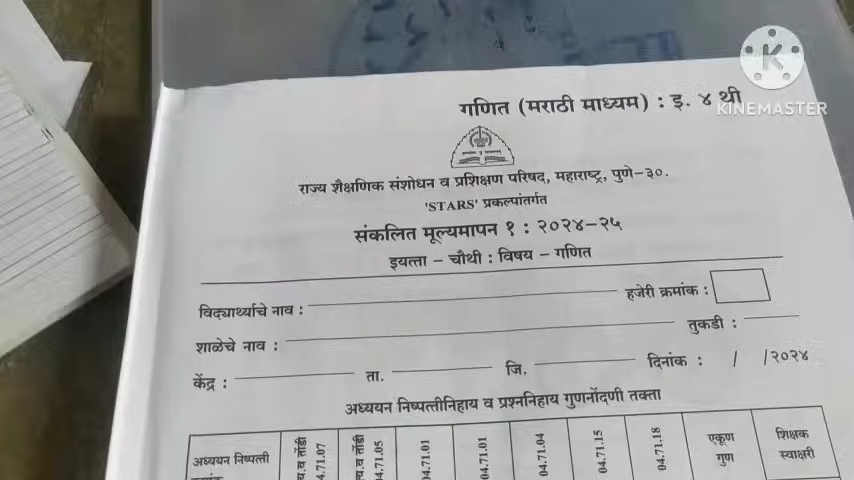 गणित (मराठी माध्यम) : इ. ४ थी
KINEMASTER
राज्य शैक्षणिक संशोधन व प्रशिक्षण परिषद, महाराष्ट्र, पुणे-३०.
'STARS' प्रकल्पांतर्गत
संकलित मूल्यमापन १ : २०२४-२५
इयत्ता - चौथी : विषय - गणित
विद्यार्थ्याचे नाव : हजेरी क्रमांक :
शाळेचे नाव : तुकडी :
केंद्र : ता. जि. दिनांक : / /२०२४
अध्ययन निष्पत्तीनिहाय व प्रश्ननिहाय गुणनोंदणी तक्ता
अध्ययन निष्पत्ती 04.71.07 04.71.05 04.71.01 04.71.01 04.71.04 04.71.15 04.71.18 एकूण गुण शिक्षक स्वाक्षरी